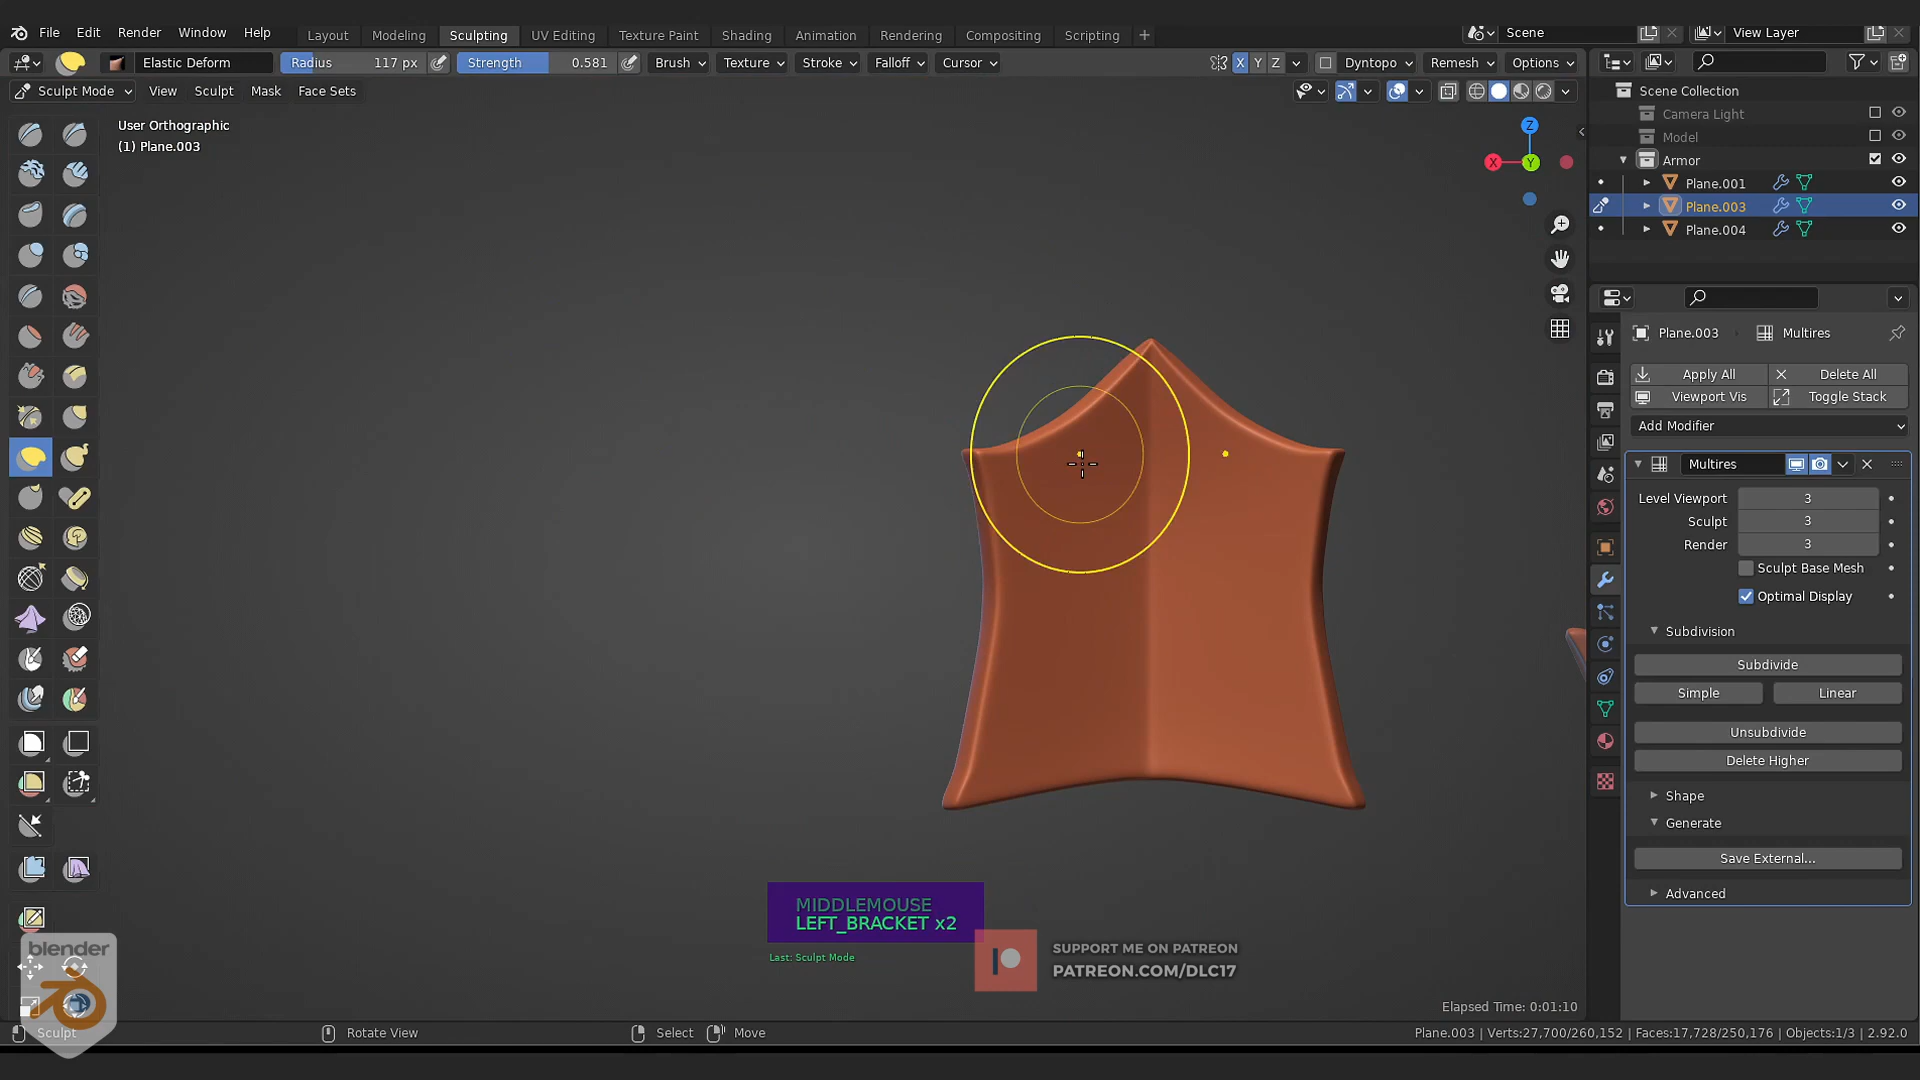 File Edit Render Window Help Layout Modeling Sculpting UV Editing Texture Paint Shading Animation Rendering Compositing Scripting + Scene View Layer
Elastic Deform Radius 117 px Strength 0.581 Brush Texture Stroke Falloff Cursor X Y Z Dyntopo Remesh Options
Sculpt Mode View Sculpt Mask Face Sets
User Orthographic
(1) Plane.003
Z
X Y
Scene Collection
Camera Light
Model
Armor
Plane.001
Plane.003
Plane.004
Plane.003 Multires
Apply All Delete All
Viewport Vis Toggle Stack
Add Modifier
Multires
Level Viewport 3
Sculpt 3
Render 3
Sculpt Base Mesh
Optimal Display
Subdivision
Subdivide
Simple Linear
Unsubdivide
Delete Higher
Shape
Generate
Save External...
Advanced
MIDDLEMOUSE
LEFT_BRACKET x2
Last: Sculpt Mode
SUPPORT ME ON PATREON
PATREON.COM/DLC17
blender
Elapsed Time: 0:01:10
Sculpt Rotate View Select Move Plane.003 | Verts:27,700/260,152 | Faces:17,728/250,176 | Objects:1/3 | 2.92.0